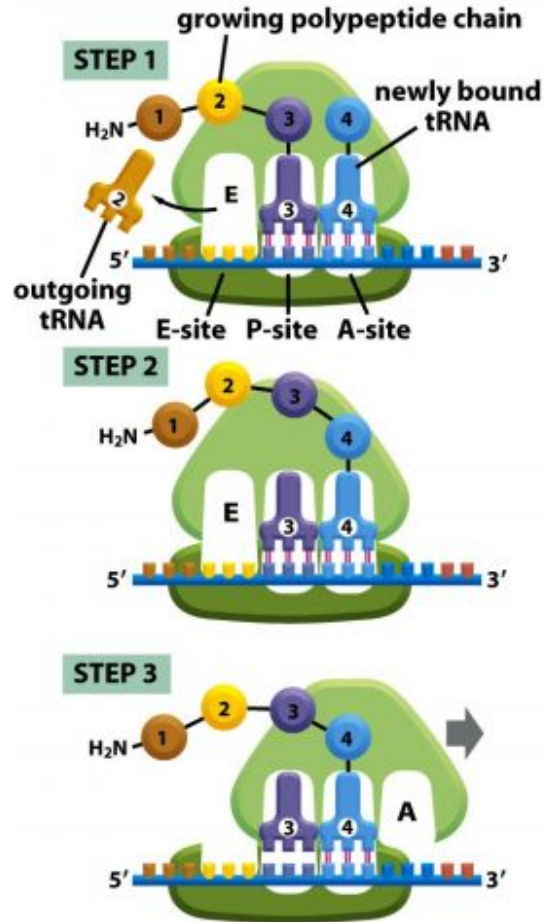 growing polypeptide chain
STEP 1
newly bound
tRNA
H₂N
1
2
3
4
2
E
3
4
5′
3′
outgoing
tRNA
E-site
P-site
A-site
STEP 2
H₂N
1
2
3
4
E
3
4
5′
3′
STEP 3
H₂N
1
2
3
4
3
4
A
5′
3′